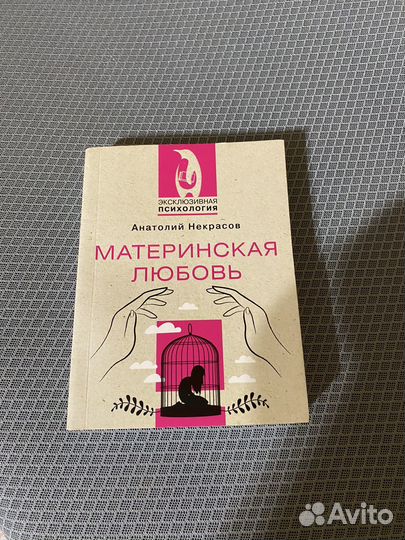 ЭКСКЛЮЗИВНАЯ
ПСИХОЛОГИЯ
Анатолий Некрасов
МАТЕРИНСКАЯ
ЛЮБОВЬ
Avito